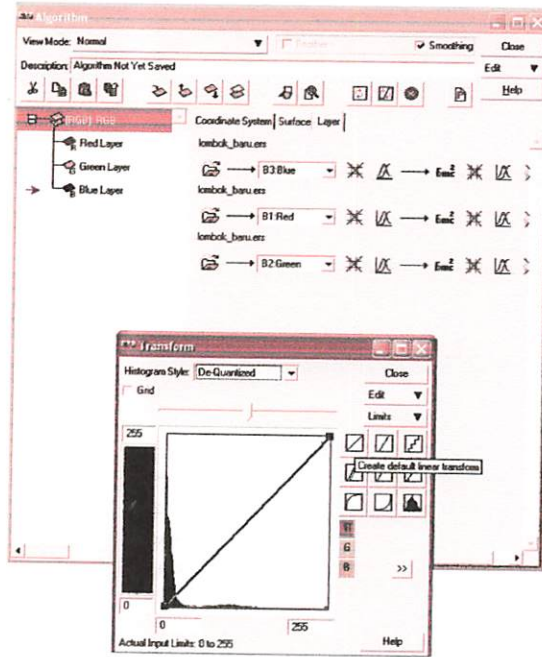 Algorithm
View Mode: Normal
Smoothing
Close
Description: Algorithm Not Yet Saved
Edit
Help
RGB
Red Layer
Green Layer
Blue Layer
Coordinate System Surface Layer
lombok_baru.ers
B3:Blue
Emc²
lombok_baru.ers
B1:Red
Emc²
lombok_baru.ers
B2:Green
Emc²
Transform
Histogram Style: De-Quantized
Close
Grid
Edit
Limits
255
Create default linear transform
R
G
B
>>
0
0
255
Actual Input Limits: 0 to 255
Help